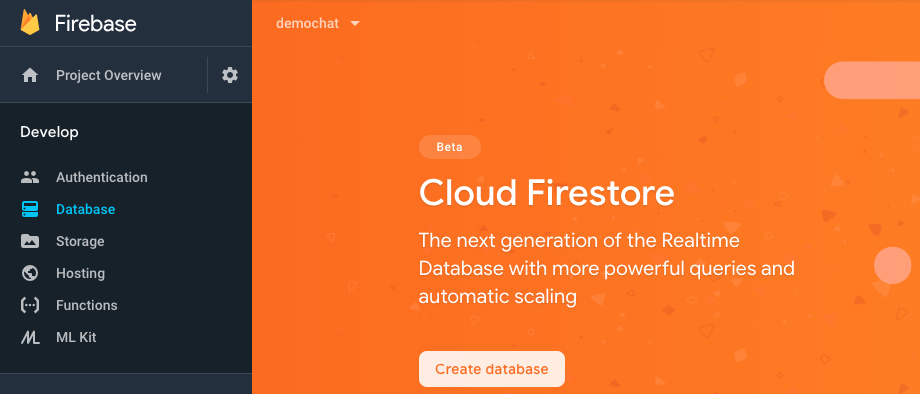 Firebase
Project Overview
Develop
Authentication
Database
Storage
Hosting
Functions
ML Kit
demochat
Beta
Cloud Firestore
The next generation of the Realtime
Database with more powerful queries and
automatic scaling
Create database